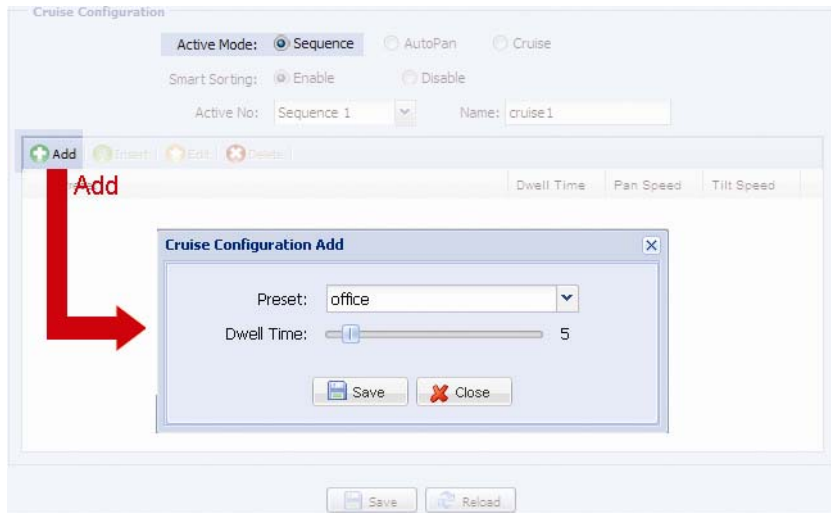 Cruise Configuration
Active Mode: Sequence AutoPan Cruise
Smart Sorting: Enable Disable
Active No: Sequence 1 Name: cruise1
Add Insert Edit Delete
Dwell Time Pan Speed Tilt Speed
Add
Cruise Configuration Add
Preset: office
Dwell Time: 5
Save Close
Save Reload